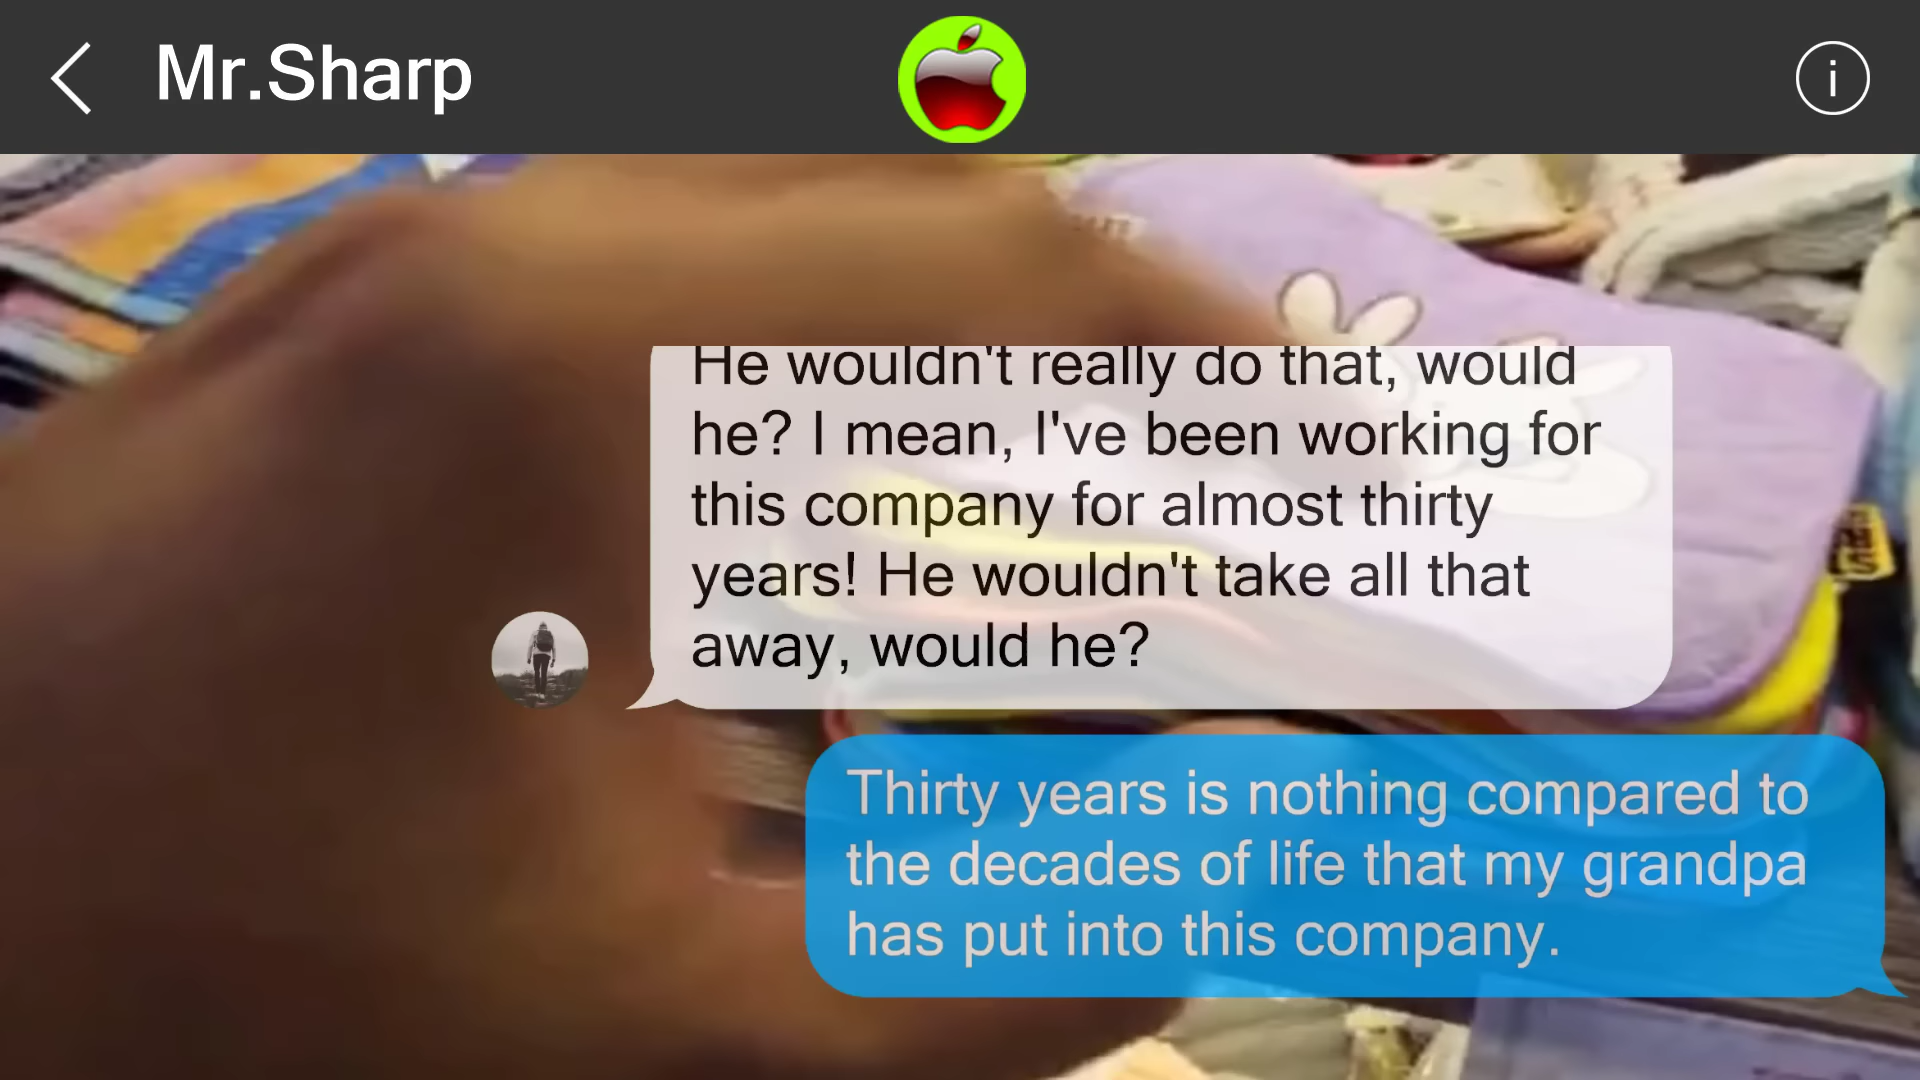 Mr.Sharp
i
He wouldn't really do that, would
he? I mean, I've been working for
this company for almost thirty
years! He wouldn't take all that
away, would he?
Thirty years is nothing compared to
the decades of life that my grandpa
has put into this company.